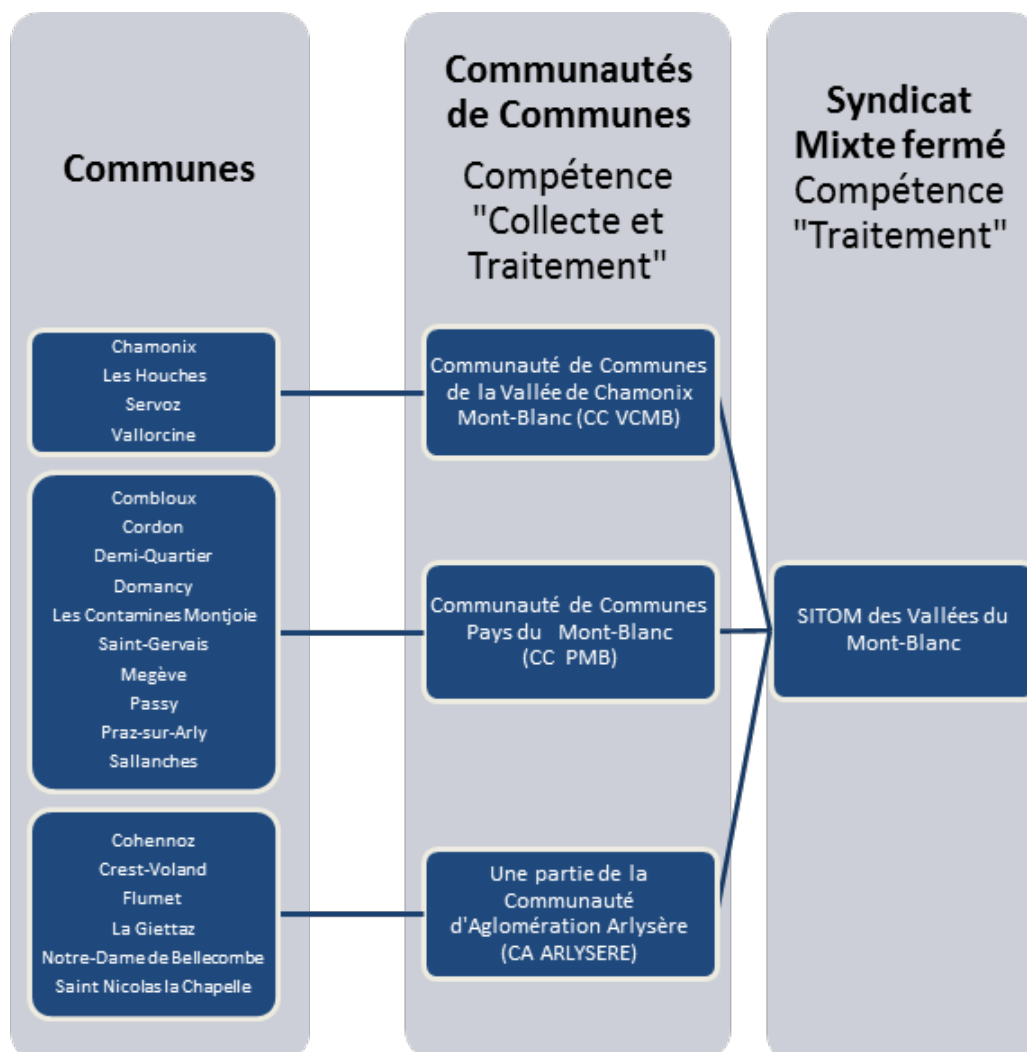 Communes
Chamonix
Les Houches
Servoz
Vallorcine
Combloux
Cordon
Demi-Quartier
Domancy
Les Contamines Montjoie
Saint-Gervais
Megève
Passy
Praz-sur-Arly
Sallanches
Cohennoz
Crest-Voland
Flumet
La Giettaz
Notre-Dame de Bellecombe
Saint Nicolas la Chapelle
Communautés
de Communes
Compétence
"Collecte et
Traitement"
Communauté de Communes
de la Vallée de Chamonix
Mont-Blanc (CC VCMB)
Communauté de Communes
Pays du Mont-Blanc
(CC PMB)
Une partie de la
Communauté
d'Aglomération Arlysère
(CA ARLYSERE)
Syndicat
Mixte fermé
Compétence
"Traitement"
SITOM des Vallées du
Mont-Blanc